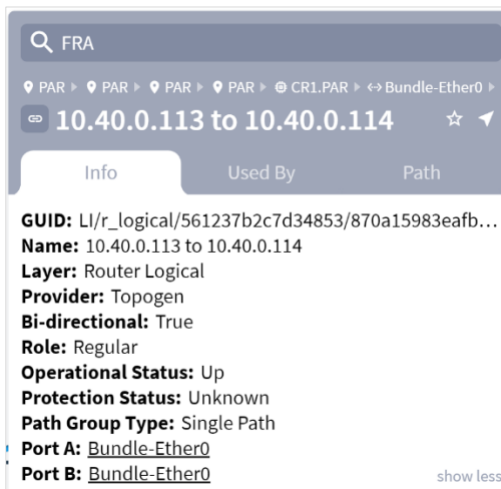 FRA
PAR PAR PAR PAR CR1.PAR Bundle-Ether0
10.40.0.113 to 10.40.0.114
Info Used By Path
GUID: LI/r_logical/561237b2c7d34853/870a15983eafb...
Name: 10.40.0.113 to 10.40.0.114
Layer: Router Logical
Provider: Topogen
Bi-directional: True
Role: Regular
Operational Status: Up
Protection Status: Unknown
Path Group Type: Single Path
Port A: Bundle-Ether0
Port B: Bundle-Ether0
show less